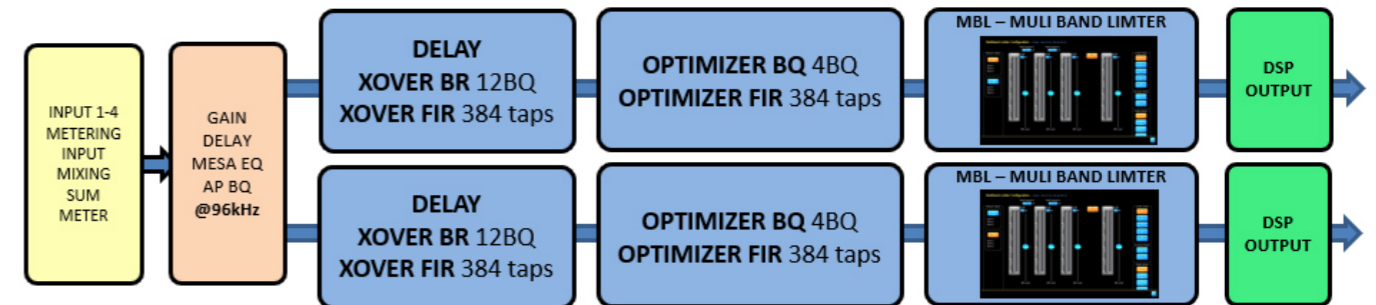 INPUT 1-4
METERING
INPUT
MIXING
SUM
METER
GAIN
DELAY
MESA EQ
AP BQ
@96kHz
DELAY
XOVER BR 12BQ
XOVER FIR 384 taps
OPTIMIZER BQ 4BQ
OPTIMIZER FIR 384 taps
MBL – MULI BAND LIMTER
DSP
OUTPUT
DELAY
XOVER BR 12BQ
XOVER FIR 384 taps
OPTIMIZER BQ 4BQ
OPTIMIZER FIR 384 taps
MBL – MULI BAND LIMTER
DSP
OUTPUT